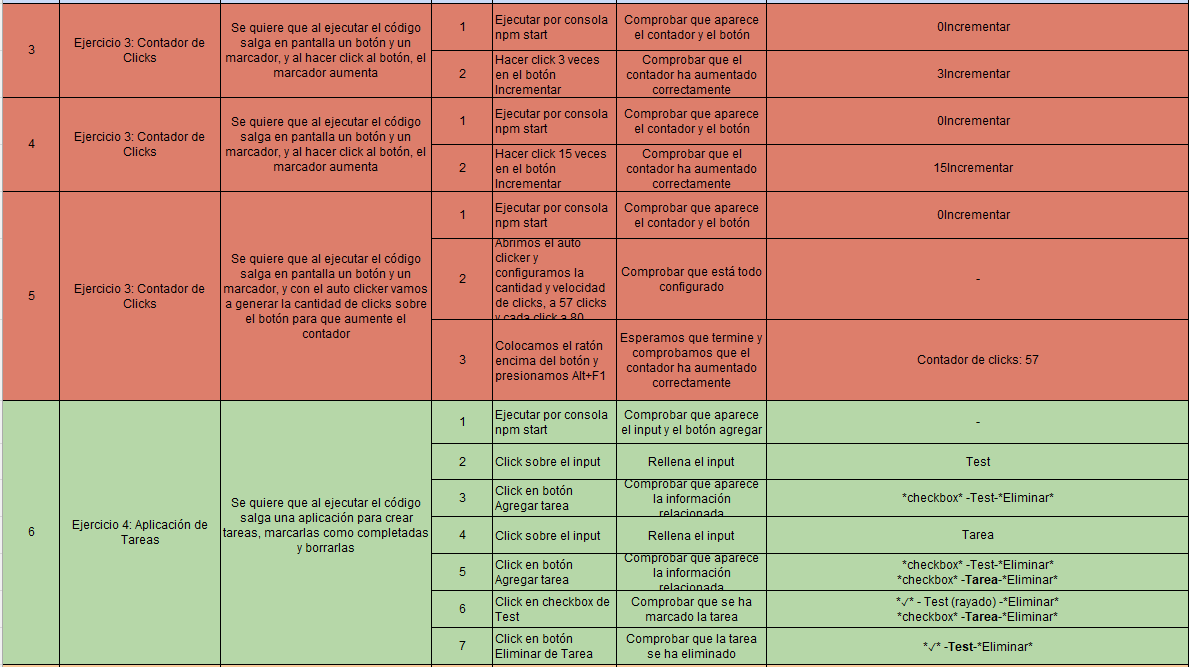 3
Ejercicio 3: Contador de
Clicks
Se quiere que al ejecutar el código
salga en pantalla un botón y un
marcador, y al hacer click al botón, el
marcador aumenta
1
Ejecutar por consola
npm start
Comprobar que aparece
el contador y el botón
0Incrementar
2
Hacer click 3 veces
en el botón
Incrementar
Comprobar que el
contador ha aumentado
correctamente
3Incrementar
4
Ejercicio 3: Contador de
Clicks
Se quiere que al ejecutar el código
salga en pantalla un botón y un
marcador, y al hacer click al botón, el
marcador aumenta
1
Ejecutar por consola
npm start
Comprobar que aparece
el contador y el botón
0Incrementar
2
Hacer click 15 veces
en el botón
Incrementar
Comprobar que el
contador ha aumentado
correctamente
15Incrementar
5
Ejercicio 3: Contador de
Clicks
Se quiere que al ejecutar el código
salga en pantalla un botón y un
marcador, y con el auto clicker vamos
a generar la cantidad de clicks sobre
el botón para que aumente el
contador
1
Ejecutar por consola
npm start
Comprobar que aparece
el contador y el botón
0Incrementar
2
Abrimos el auto
clicker y
configuramos la
cantidad y velocidad
de clicks, a 57 clicks
y cada click a 80
Comprobar que está todo
configurado
-
3
Colocamos el ratón
encima del botón y
presionamos Alt+F1
Esperamos que termine y
comprobamos que el
contador ha aumentado
correctamente
Contador de clicks: 57
6
Ejercicio 4: Aplicación de
Tareas
Se quiere que al ejecutar el código
salga una aplicación para crear
tareas, marcarlas como completadas
y borrarlas
1
Ejecutar por consola
npm start
Comprobar que aparece
el input y el botón agregar
-
2
Click sobre el input
Rellena el input
Test
3
Click en botón
Agregar tarea
Comprobar que aparece
la información
relacionada
*checkbox* -Test-*Eliminar*
4
Click sobre el input
Rellena el input
Tarea
5
Click en botón
Agregar tarea
Comprobar que aparece
la información
relacionada
*checkbox* -Test-*Eliminar*
*checkbox* -Tarea-*Eliminar*
6
Click en checkbox de
Test
Comprobar que se ha
marcado la tarea
*✓* - Test (rayado) -*Eliminar*
*checkbox* -Tarea-*Eliminar*
7
Click en botón
Eliminar de Tarea
Comprobar que la tarea
se ha eliminado
*✓* -Test-*Eliminar*